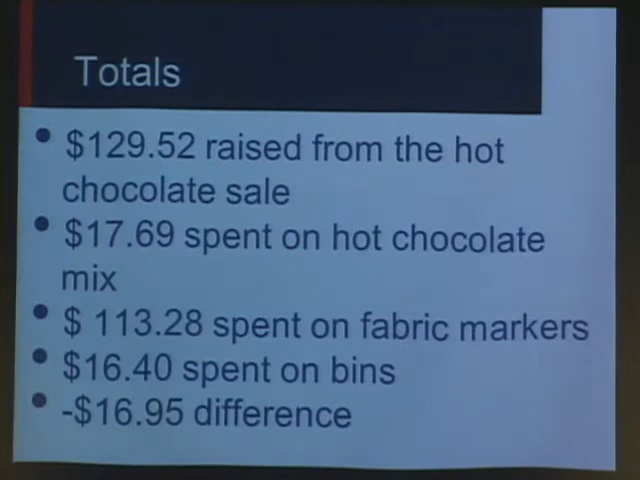 Totals
• $129.52 raised from the hot
chocolate sale
• $17.69 spent on hot chocolate
mix
• $ 113.28 spent on fabric markers
• $16.40 spent on bins
• -$16.95 difference